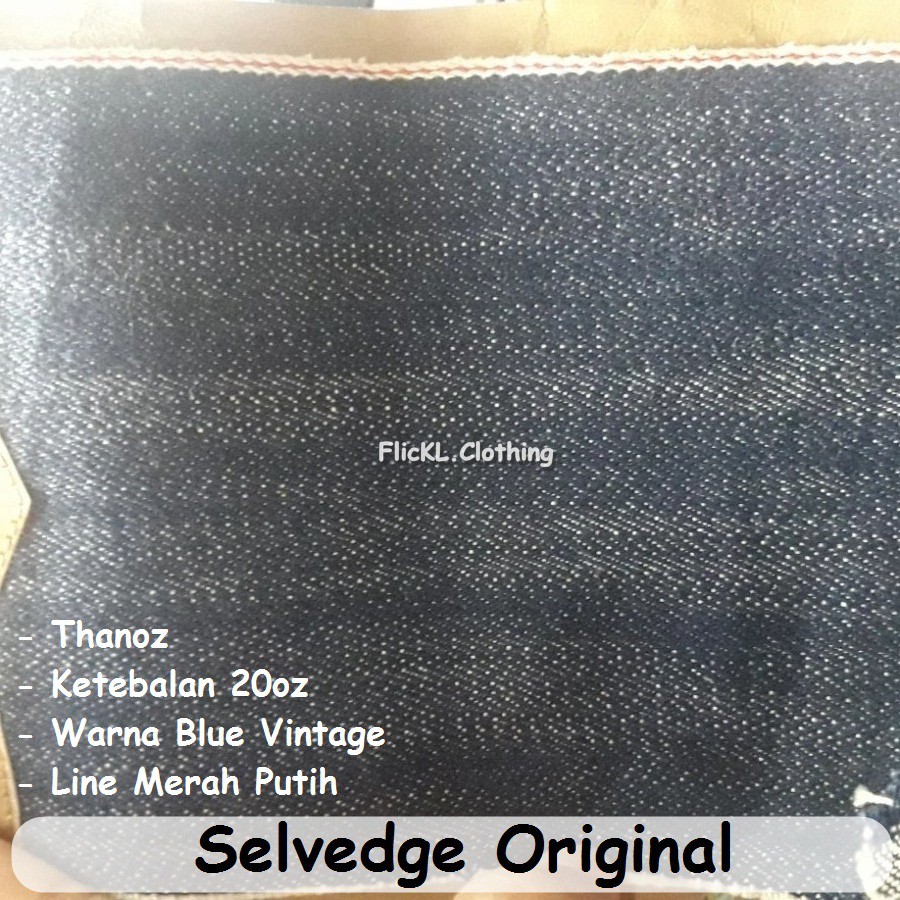 FlicKL.Clothing
- Thanoz
- Ketebalan 20oz
- Warna Blue Vintage
- Line Merah Putih
Selvedge Original